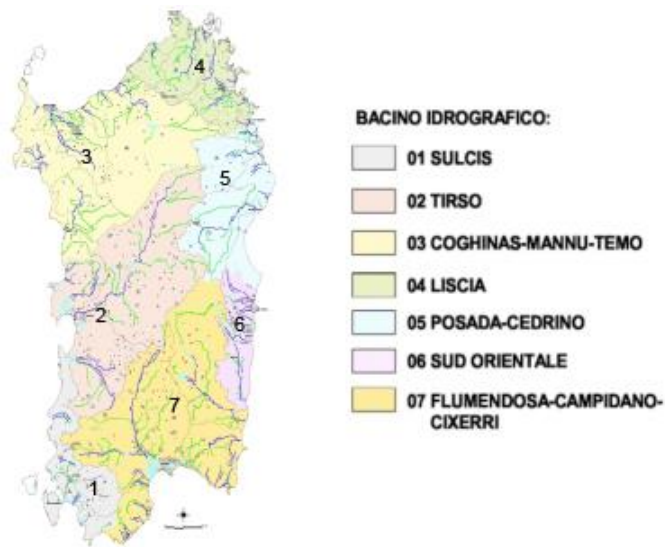 4
3
5
2
6
7
1
BACINO IDROGRAFICO:
01 SULCIS
02 TIRSO
03 COGHINAS-MANNU-TEMO
04 LISCIA
05 POSADA-CEDRINO
06 SUD ORIENTALE
07 FLUMENDOSA-CAMPIDANO-
CIXERRI